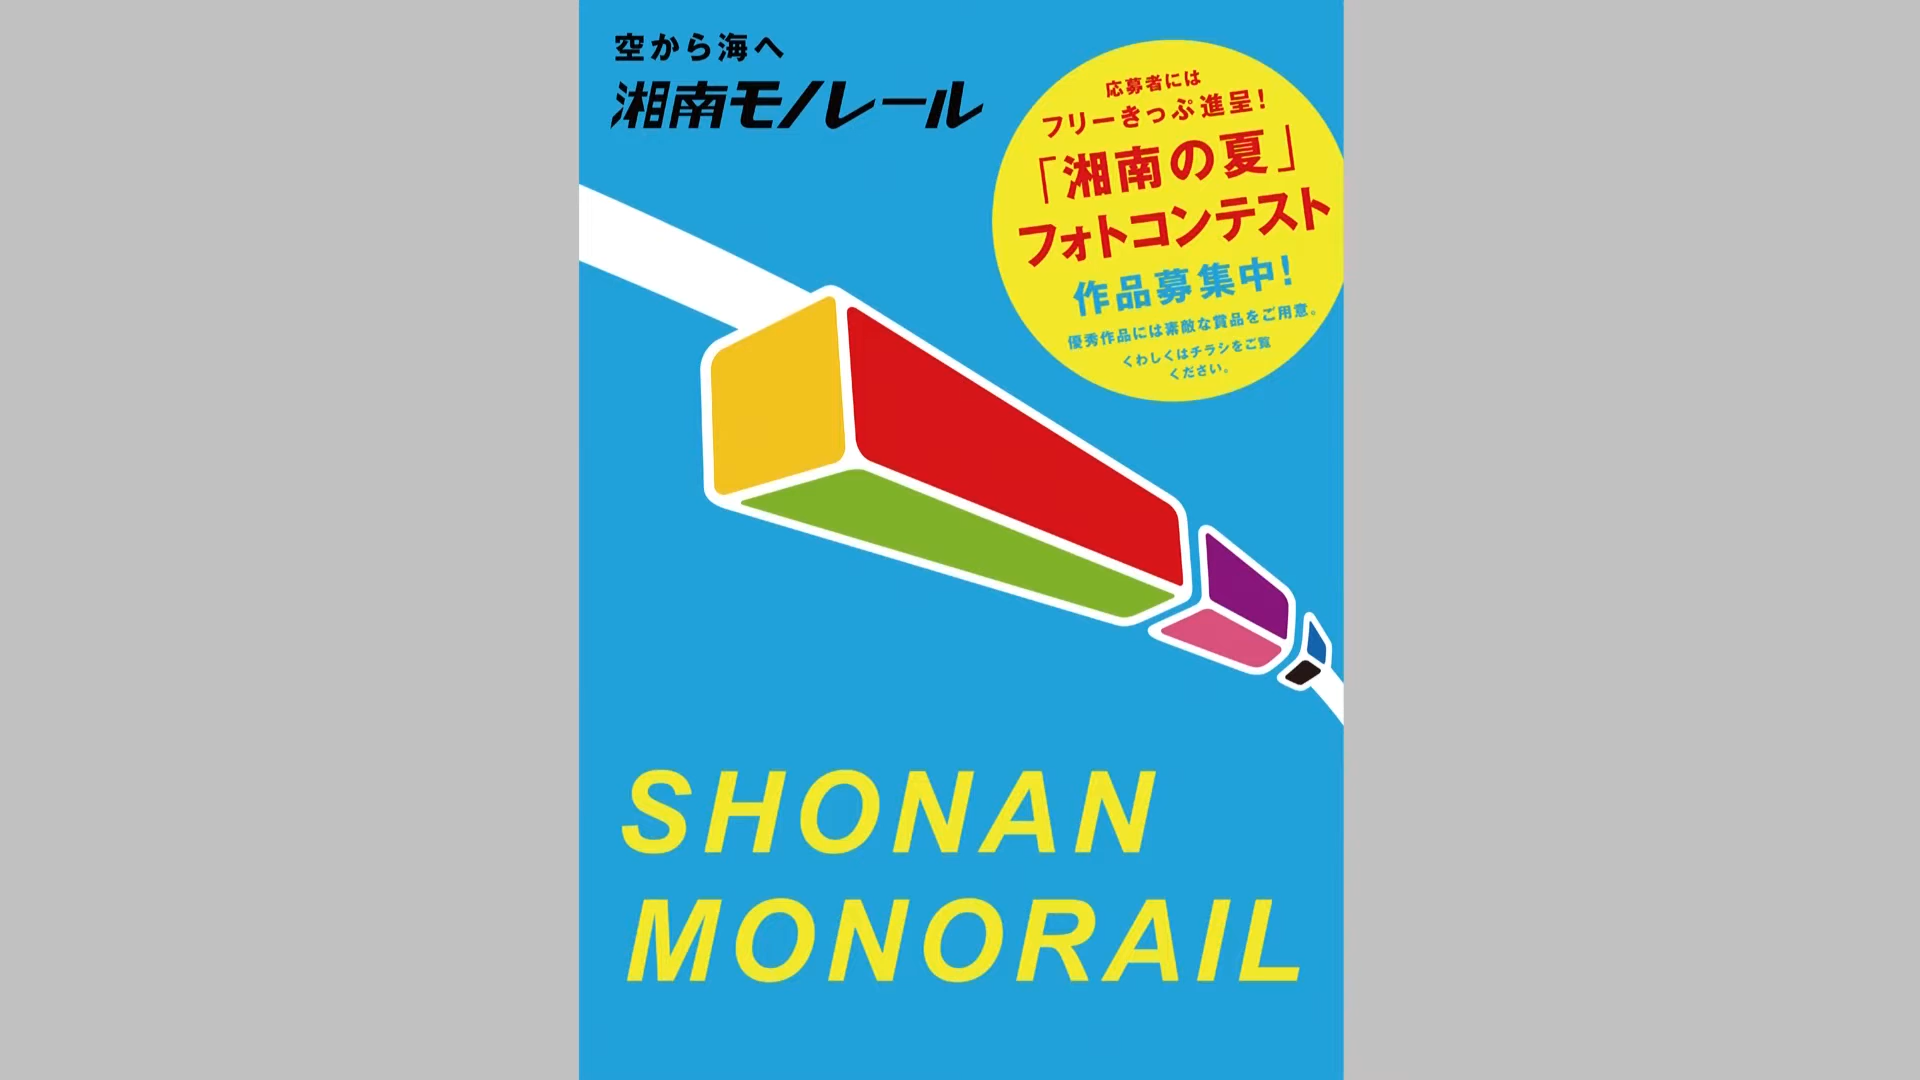 空から海へ
湘南モノレール
応募者には
フリーきっぷ進呈!
「湘南の夏」
フォトコンテスト
作品募集中!
優秀作品には素敵な賞品をご用意。
くわしくはチラシをご覧
ください。
SHONAN
MONORAIL